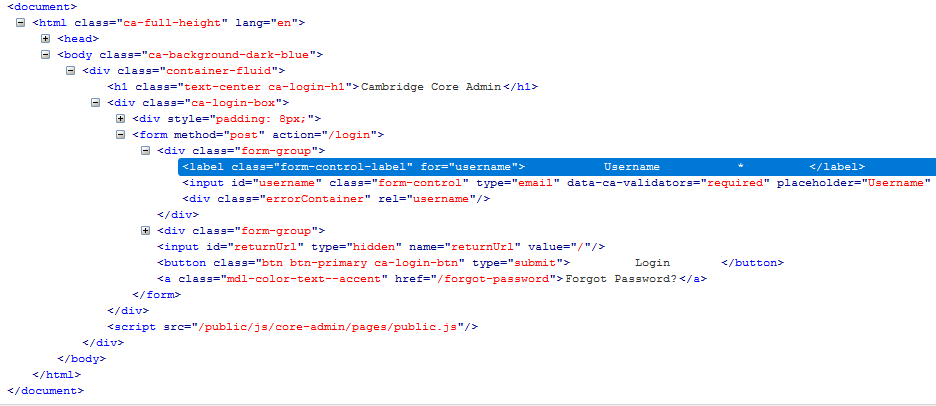 <document>
<html class="ca-full-height" lang="en">
<head>
<body class="ca-background-dark-blue">
<div class="container-fluid">
<h1 class="text-center ca-login-h1">Cambridge Core Admin</h1>
<div class="ca-login-box">
<div style="padding: 8px;">
<form method="post" action="/login">
<div class="form-group">
<label class="form-control-label" for="username"> Username * </label>
<input id="username" class="form-control" type="email" data-ca-validators="required" placeholder="Username"
<div class="errorContainer" rel="username"/>
</div>
<div class="form-group">
<input id="returnUrl" type="hidden" name="returnUrl" value="/"/>
<button class="btn btn-primary ca-login-btn" type="submit"> Login </button>
<a class="mdl-color-text--accent" href="/forgot-password">Forgot Password?</a>
</form>
</div>
<script src="/public/js/core-admin/pages/public.js"/>
</div>
</body>
</html>
</document>